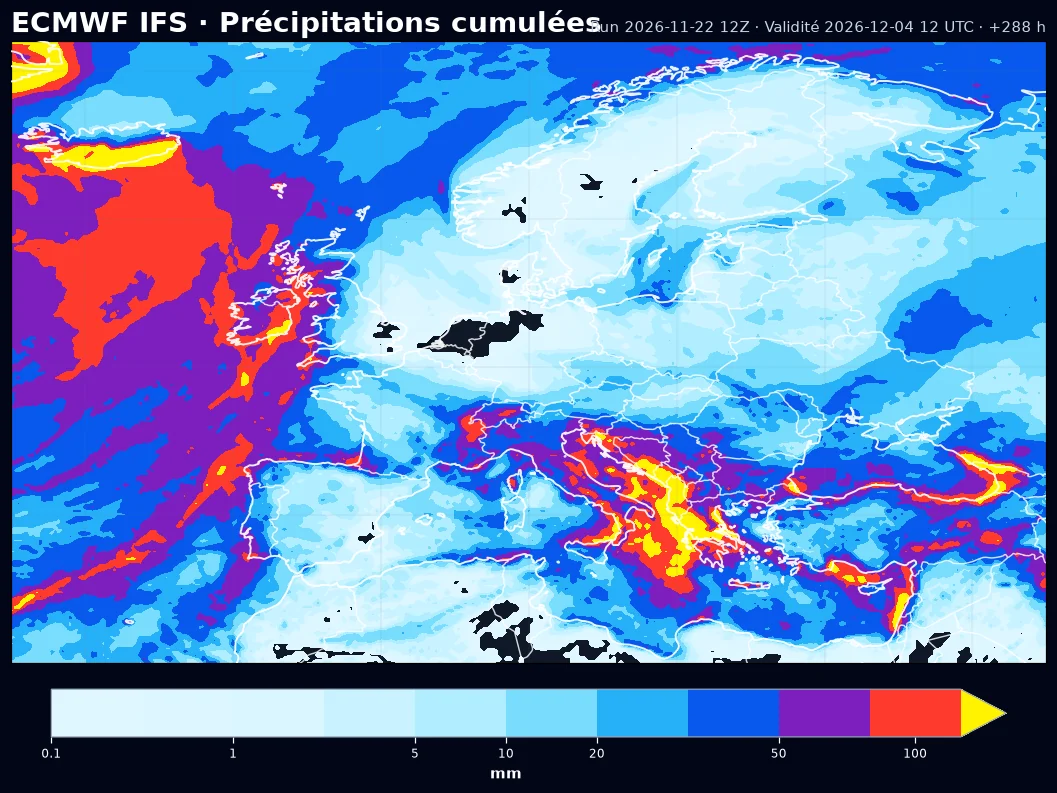 ECMWF IFS · Précipitations cumulées Run 2026-11-22 12Z · Validité 2026-12-04 12 UTC · +288 h
0.1 1 5 10 20 50 100
mm